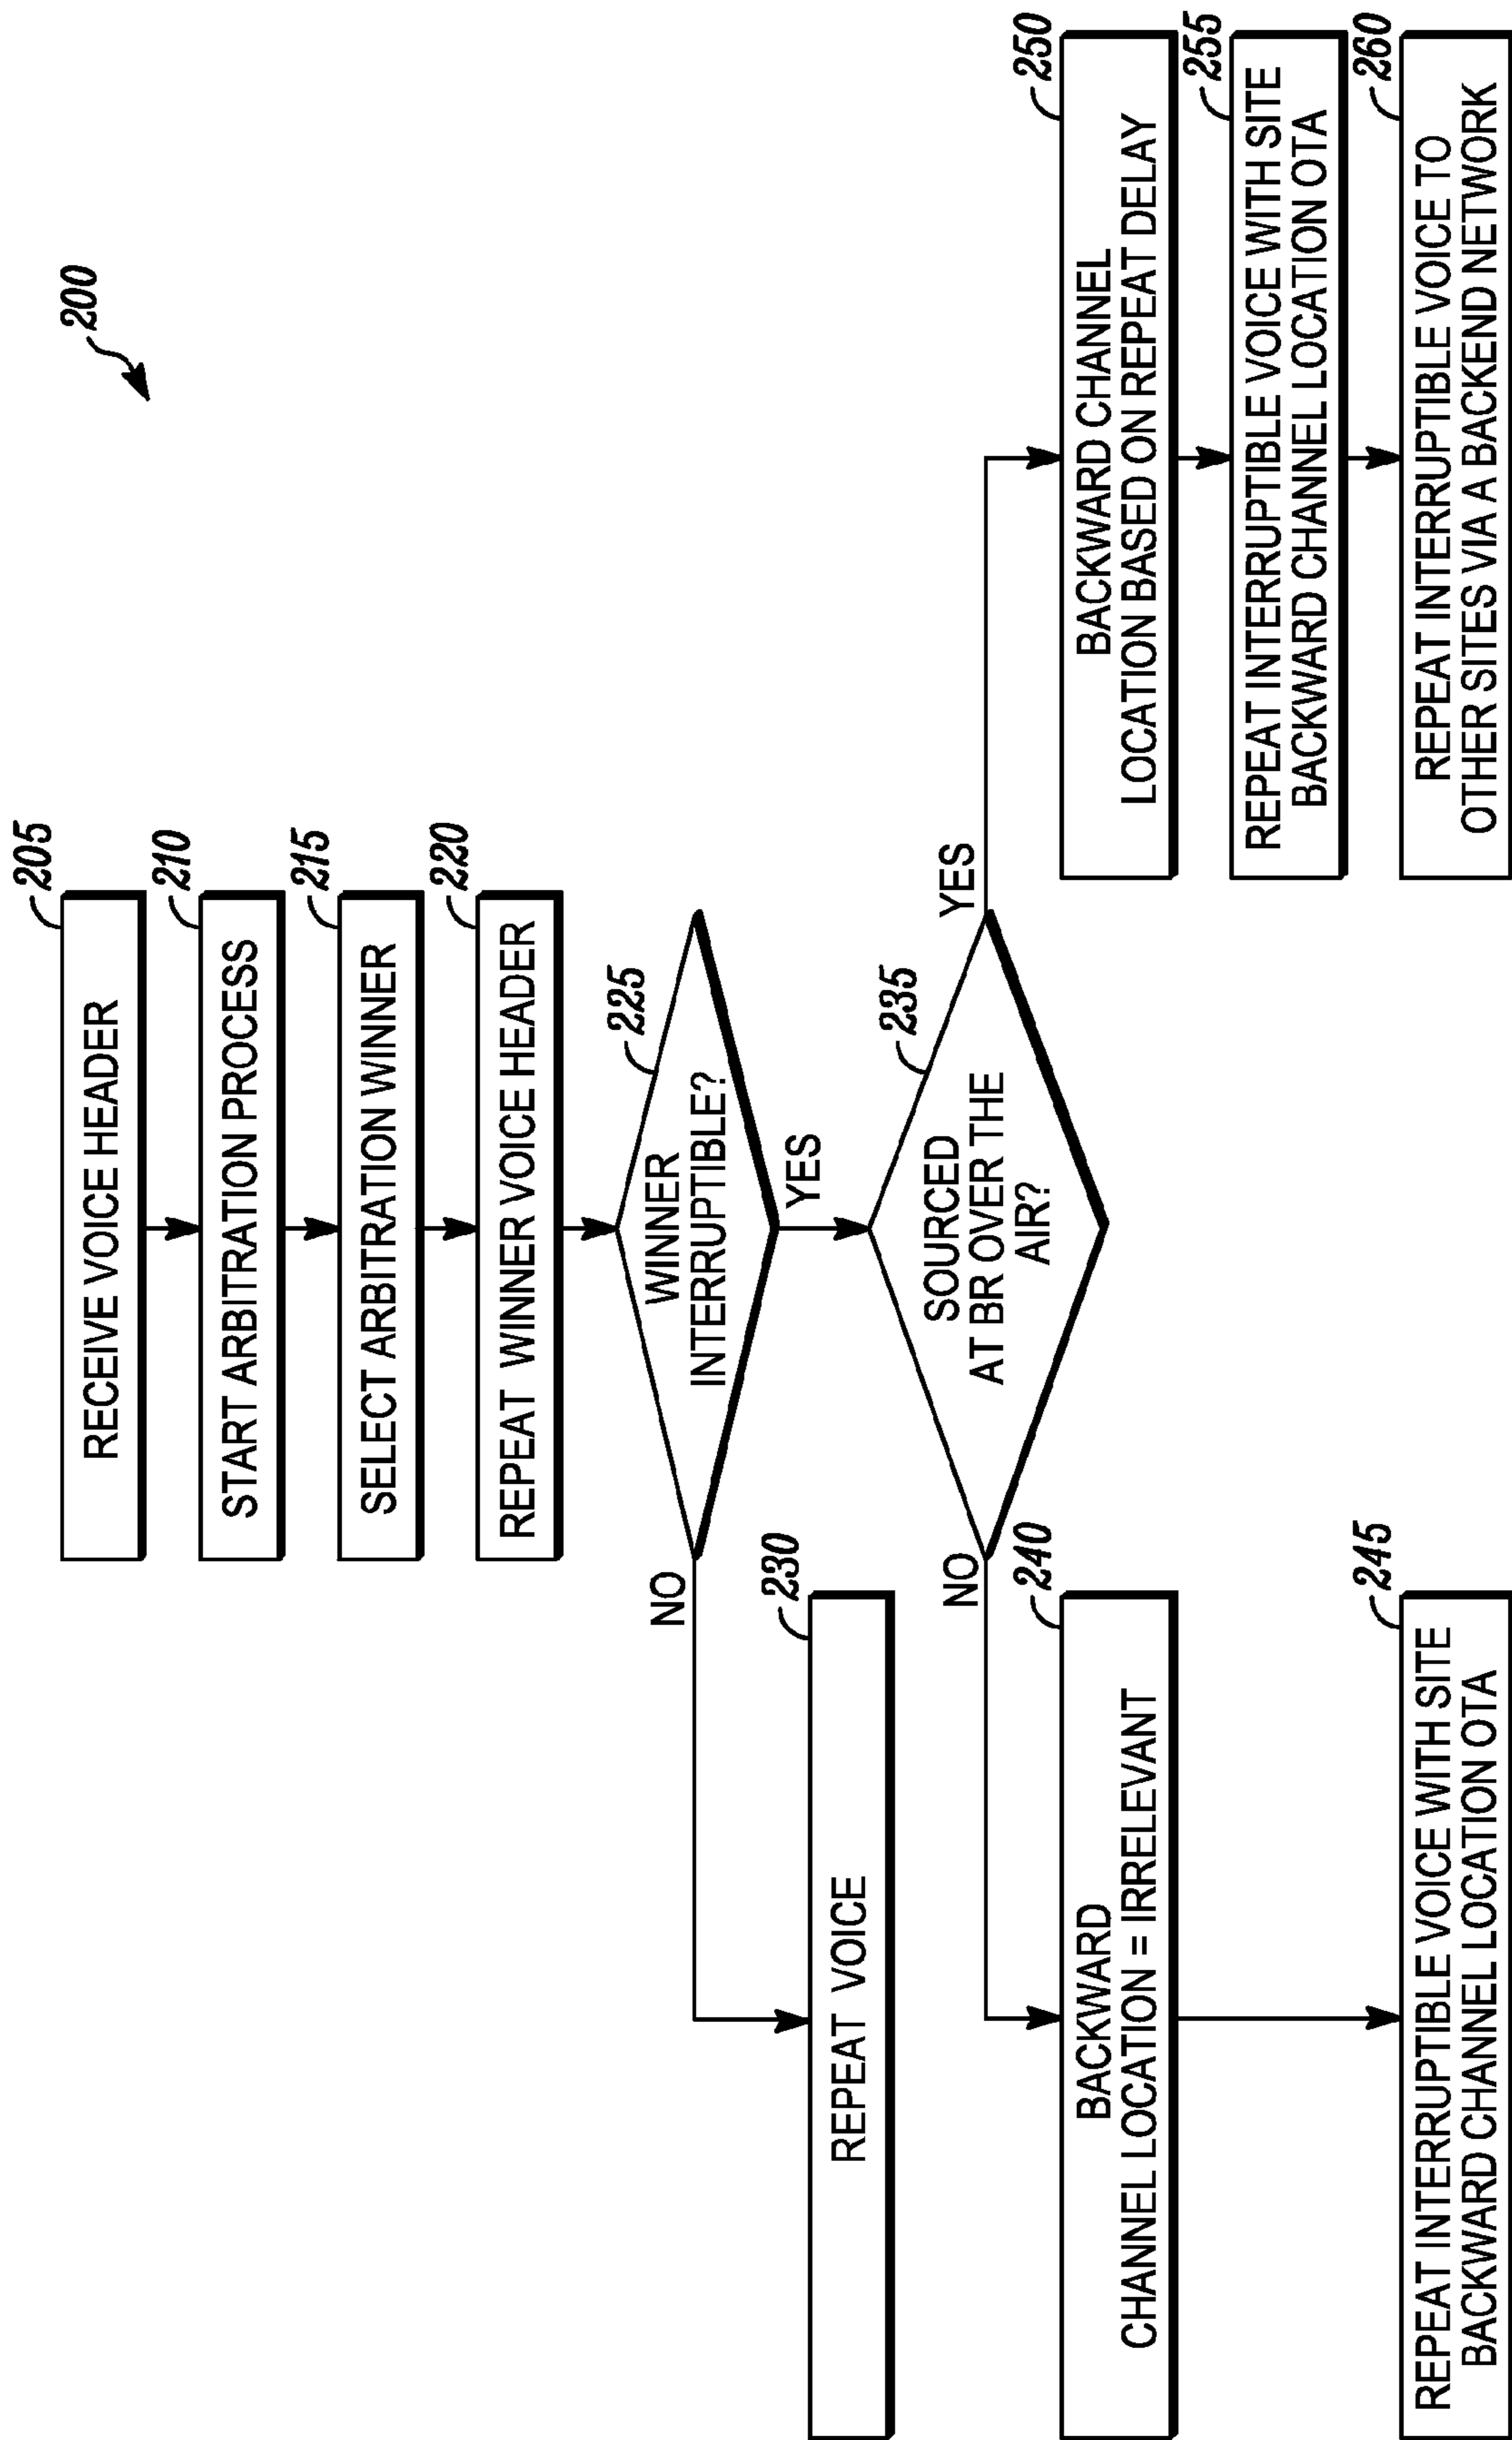 200
205
RECEIVE VOICE HEADER
210
START ARBITRATION PROCESS
215
SELECT ARBITRATION WINNER
220
REPEAT WINNER VOICE HEADER
225
WINNER
INTERRUPTIBLE?
NO
YES
230
REPEAT VOICE
235
SOURCED
AT BR OVER THE
AIR?
NO
YES
240
BACKWARD
CHANNEL LOCATION = IRRELEVANT
245
REPEAT INTERRUPTIBLE VOICE WITH SITE
BACKWARD CHANNEL LOCATION OTA
250
BACKWARD CHANNEL
LOCATION BASED ON REPEAT DELAY
255
REPEAT INTERRUPTIBLE VOICE WITH SITE
BACKWARD CHANNEL LOCATION OTA
260
REPEAT INTERRUPTIBLE VOICE TO
OTHER SITES VIA A BACKEND NETWORK